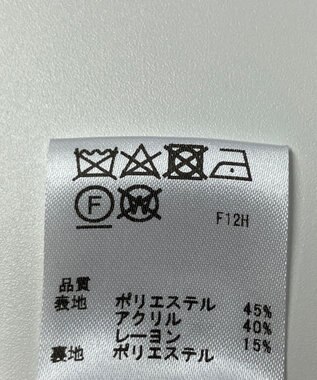 F W F12H
品質
表地 ポリエステル 45%
アクリル 40%
レーヨン 15%
裏地 ポリエステル